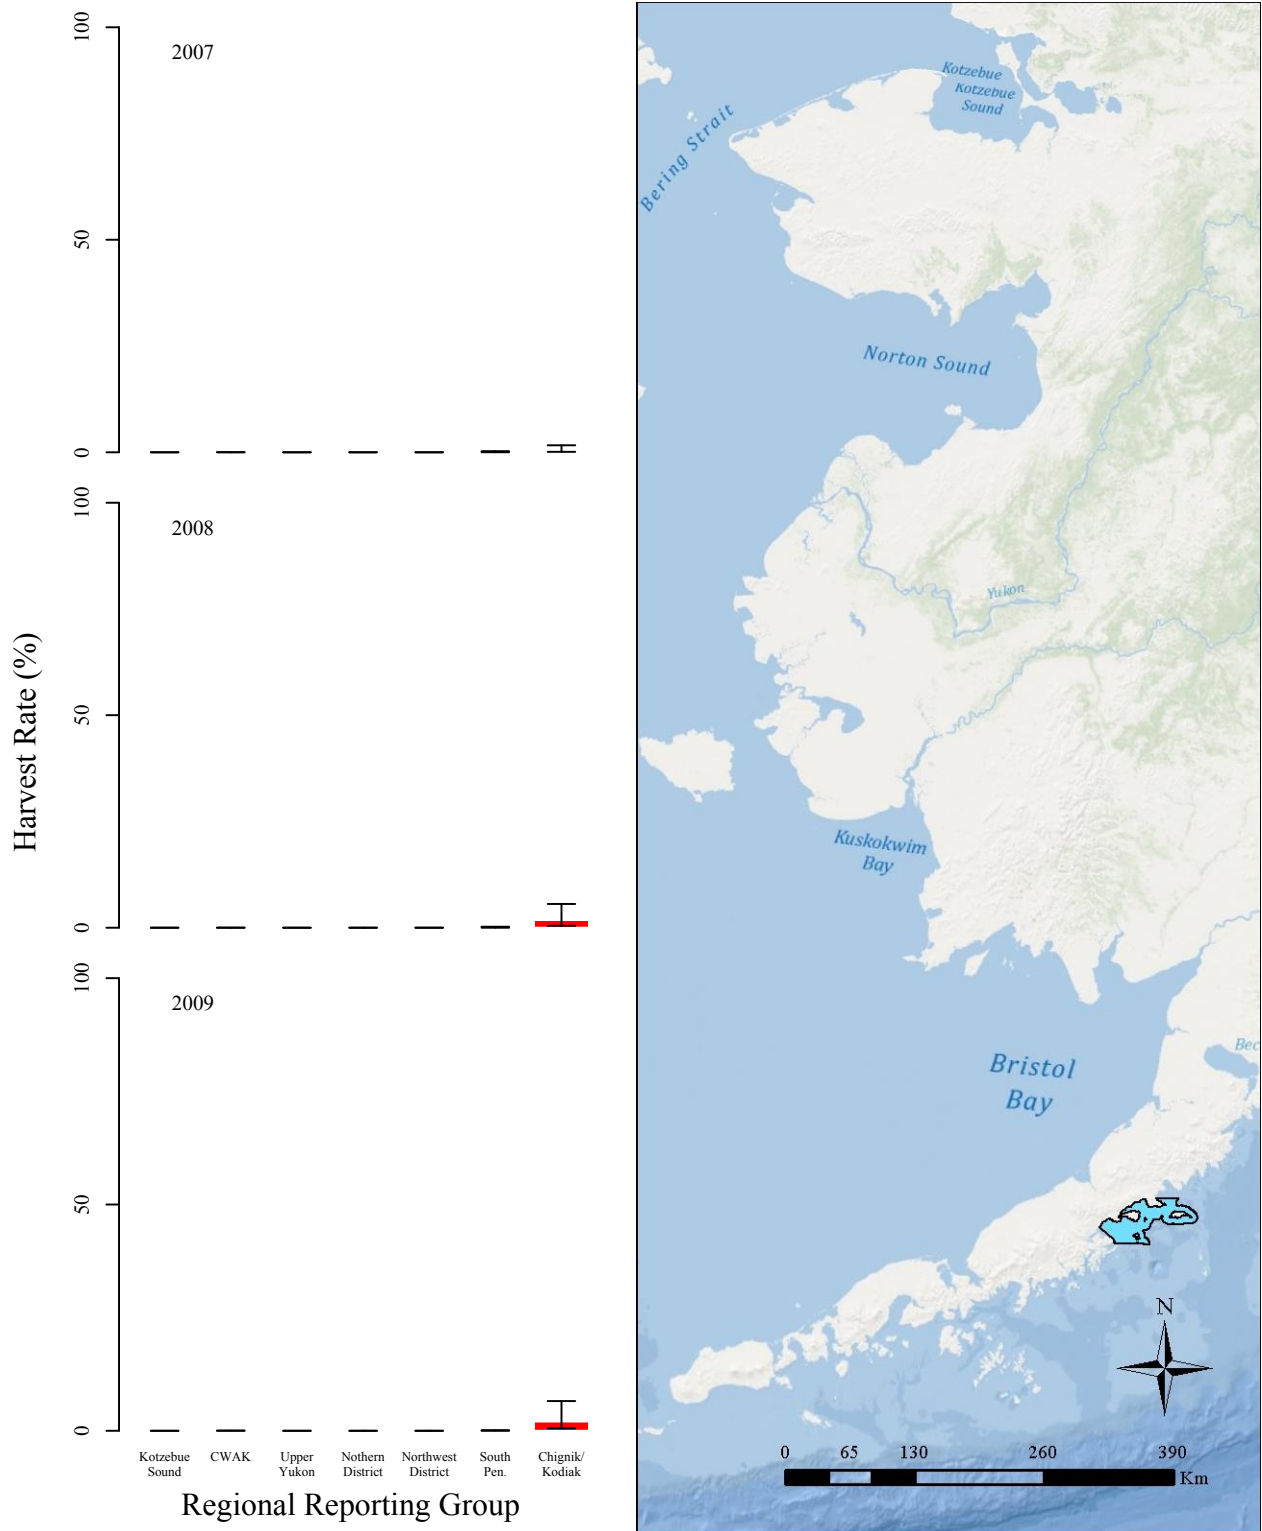 100
2007
50
0
100
2008
50
0
100
2009
50
0
Harvest Rate (%)
Kotzebue
Sound
CWAK
Upper
Yukon
Nothern
District
Northwest
District
South
Pen.
Chignik/
Kodiak
Regional Reporting Group
Kotzebue
Kotzebue
Sound
Bering Strait
Norton Sound
Yukon
Kuskokwim
Bay
Bristol
Bay
Bec
N
0 65 130 260 390
Km